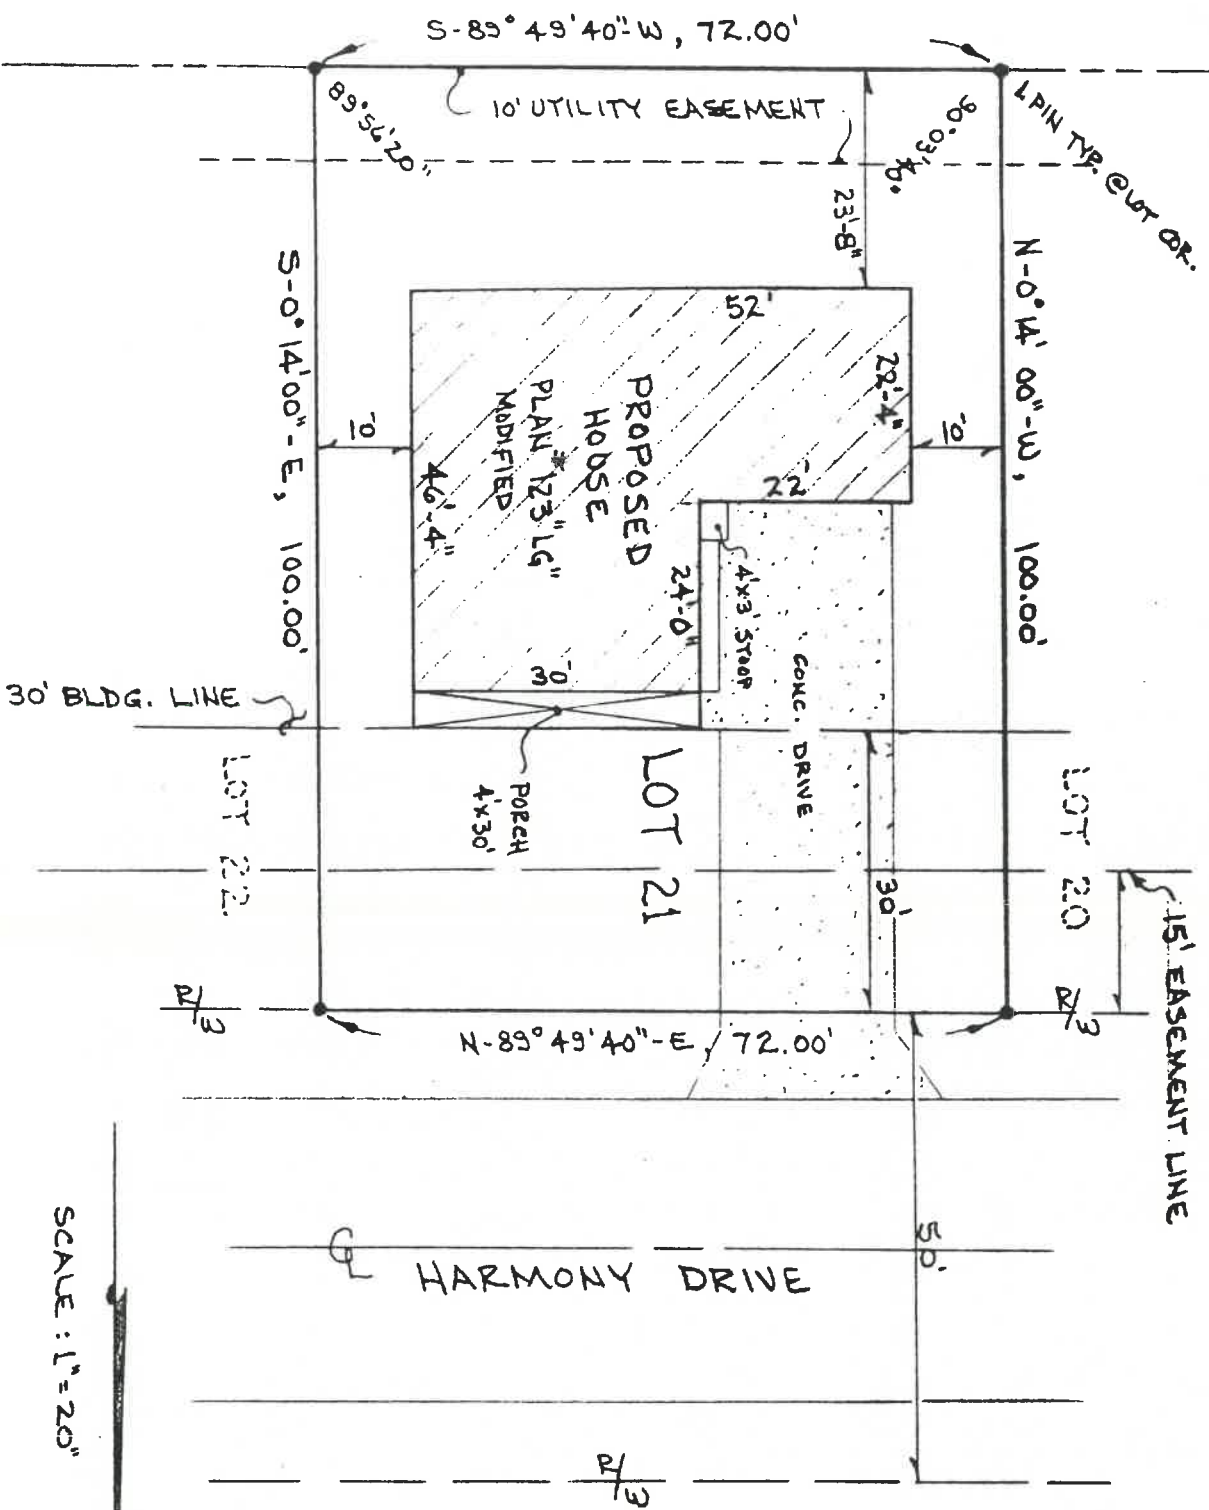 S-89° 49' 40"-W, 72.00'
89°56'20"
10' UTILITY EASEMENT
PIN TYP. @ LOT COR.
23'-8"
S-0° 14' 00"-E, 100.00'
N-0° 14' 00"-W, 100.00'
52'
22'-4"
10'
10'
PROPOSED
HOUSE
PLAN # 123 "LG"
MODIFIED
46'-4"
22'
24'-0"
4'x3' STOOP
CONC. DRIVE
30'
30' BLDG. LINE
PORCH
4'x30'
LOT 22
LOT 21
LOT 20
30'
15' EASEMENT LINE
R/W
R/W
N-89° 49' 40"-E, 72.00'
50'
CL HARMONY DRIVE
R/W
SCALE : 1" = 20"